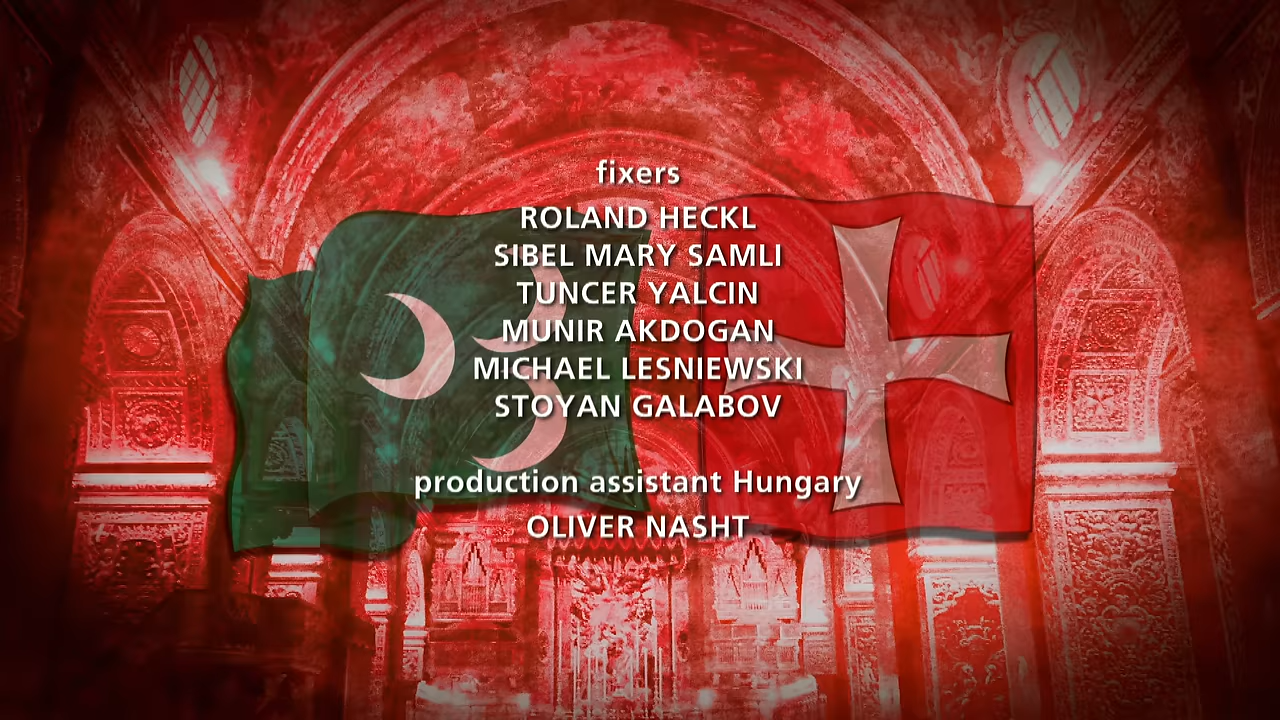 fixers
ROLAND HECKL
SIBEL MARY SAMLI
TUNCER YALCIN
MUNIR AKDOGAN
MICHAEL LESNIEWSKI
STOYAN GALABOV
production assistant Hungary
OLIVER NASHT